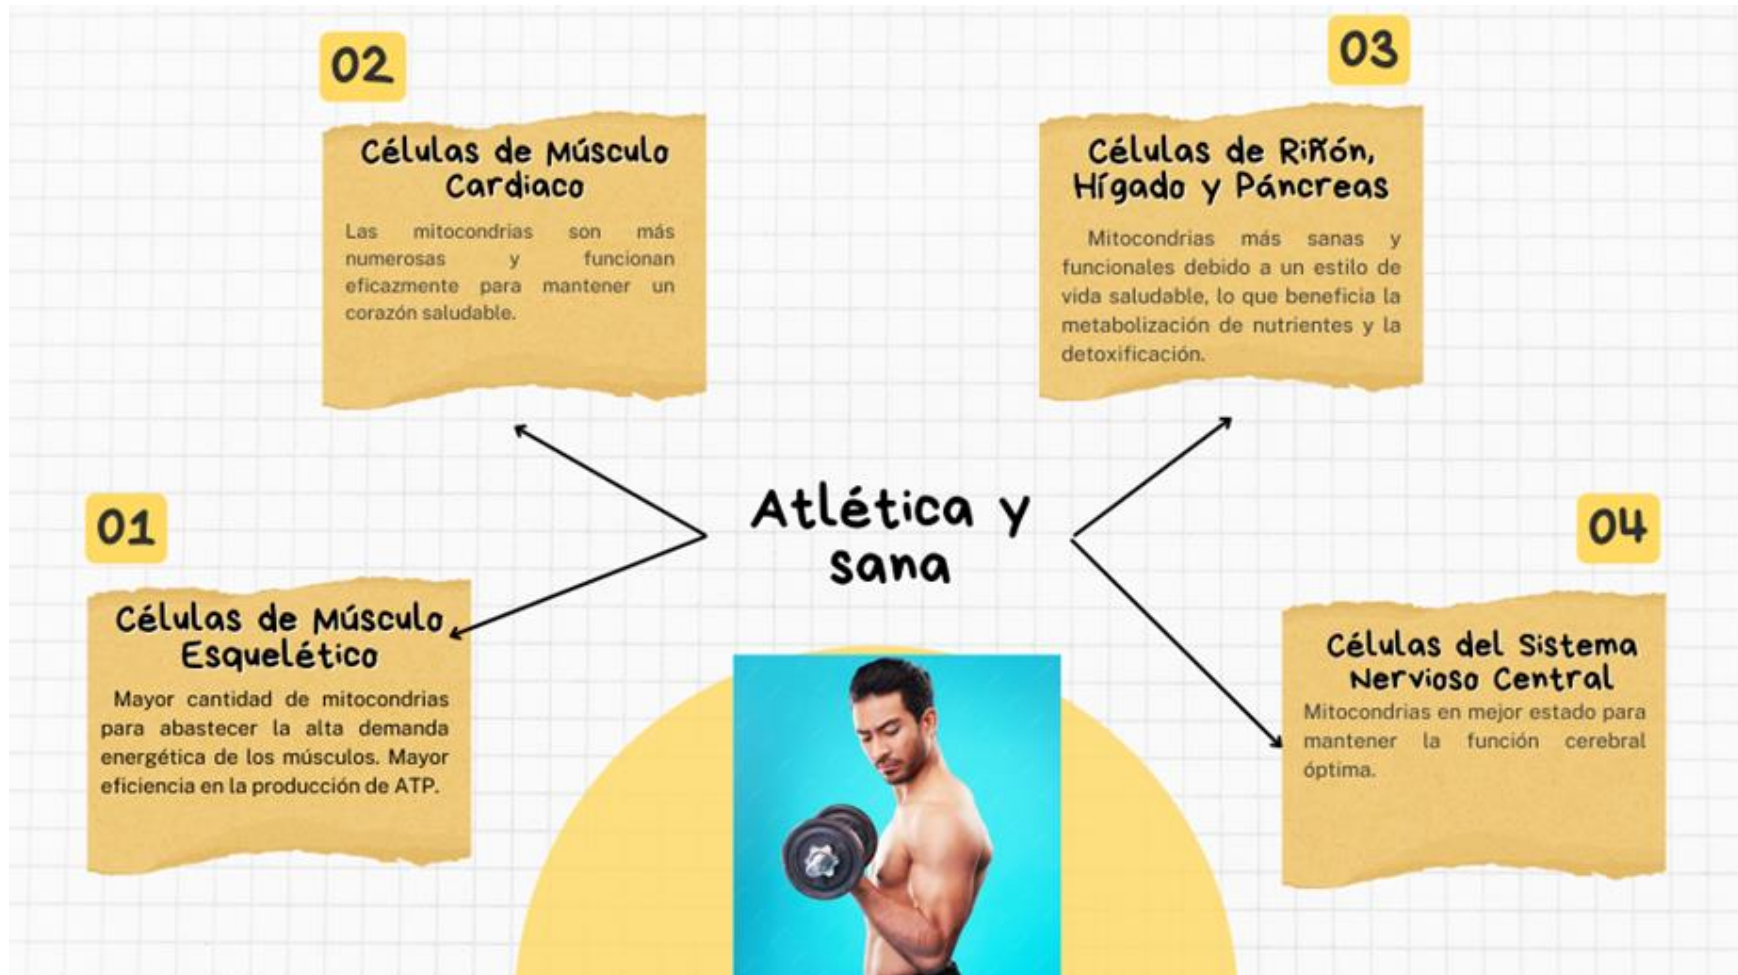 02
Células de Músculo
Cardiaco
Las mitocondrias son más
numerosas y funcionan
eficazmente para mantener un
corazón saludable.
03
Células de Riñón,
Hígado y Páncreas
Mitocondrias más sanas y
funcionales debido a un estilo de
vida saludable, lo que beneficia la
metabolización de nutrientes y la
detoxificación.
Atlética y
sana
01
Células de Músculo
Esquelético
Mayor cantidad de mitocondrias
para abastecer la alta demanda
energética de los músculos. Mayor
eficiencia en la producción de ATP.
04
Células del Sistema
Nervioso Central
Mitocondrias en mejor estado para
mantener la función cerebral
óptima.